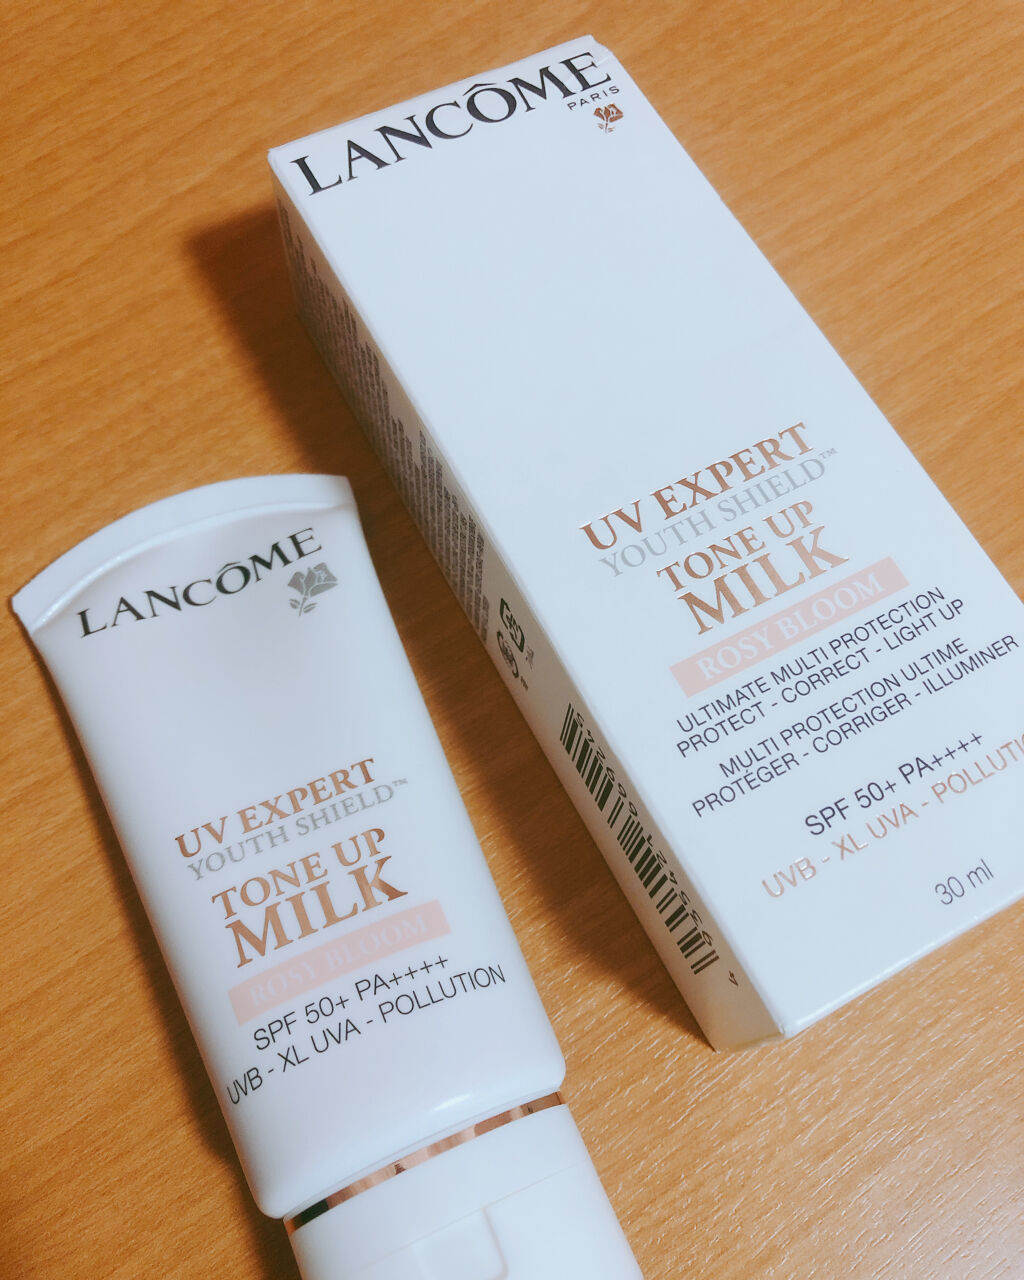 LANCÔME
PARIS
UV EXPERT
YOUTH SHIELD™
TONE UP
MILK
ROSY BLOOM
ULTIMATE MULTI PROTECTION
PROTECT - CORRECT - LIGHT UP
MULTI PROTECTION ULTIME
PROTÉGER - CORRIGER - ILLUMINER
SPF 50+ PA++++
UVB - XL UVA - POLLUTIO
30 ml
LANCÔME
UV EXPERT
YOUTH SHIELD™
TONE UP
MILK
ROSY BLOOM
SPF 50+ PA++++
UVB - XL UVA - POLLUTION